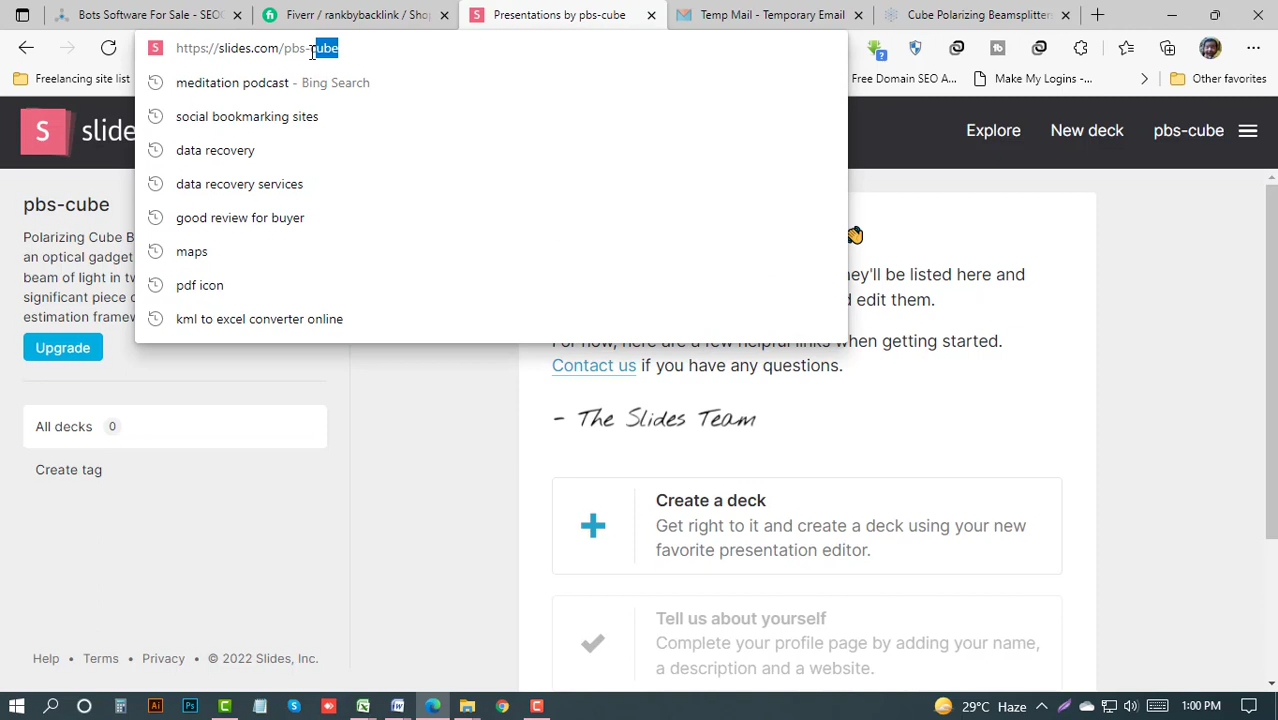 Bots Software For Sale - SEOC
Fiverr / rankbybacklink / Shop
Presentations by pbs-cube
Temp Mail - Temporary Email
Cube Polarizing Beamsplitters
https://slides.com/pbs-cube
Freelancing site list
Free Domain SEO A...
Make My Logins...
Other favorites
meditation podcast - Bing Search
social bookmarking sites
data recovery
data recovery services
good review for buyer
maps
pdf icon
kml to excel converter online
S slides
Explore
New deck
pbs-cube
pbs-cube
Polarizing Cube B
an optical gadget
beam of light in tw
significant piece o
estimation framew
Upgrade
All decks 0
Create tag
hey'll be listed here and
d edit them.
For now, here are a few helpful links when getting started.
Contact us if you have any questions.
- The Slides Team
Create a deck
Get right to it and create a deck using your new
favorite presentation editor.
Tell us about yourself
Complete your profile page by adding your name,
a description and a website.
Help • Terms • Privacy • © 2022 Slides, Inc.
29°C Haze
1:00 PM